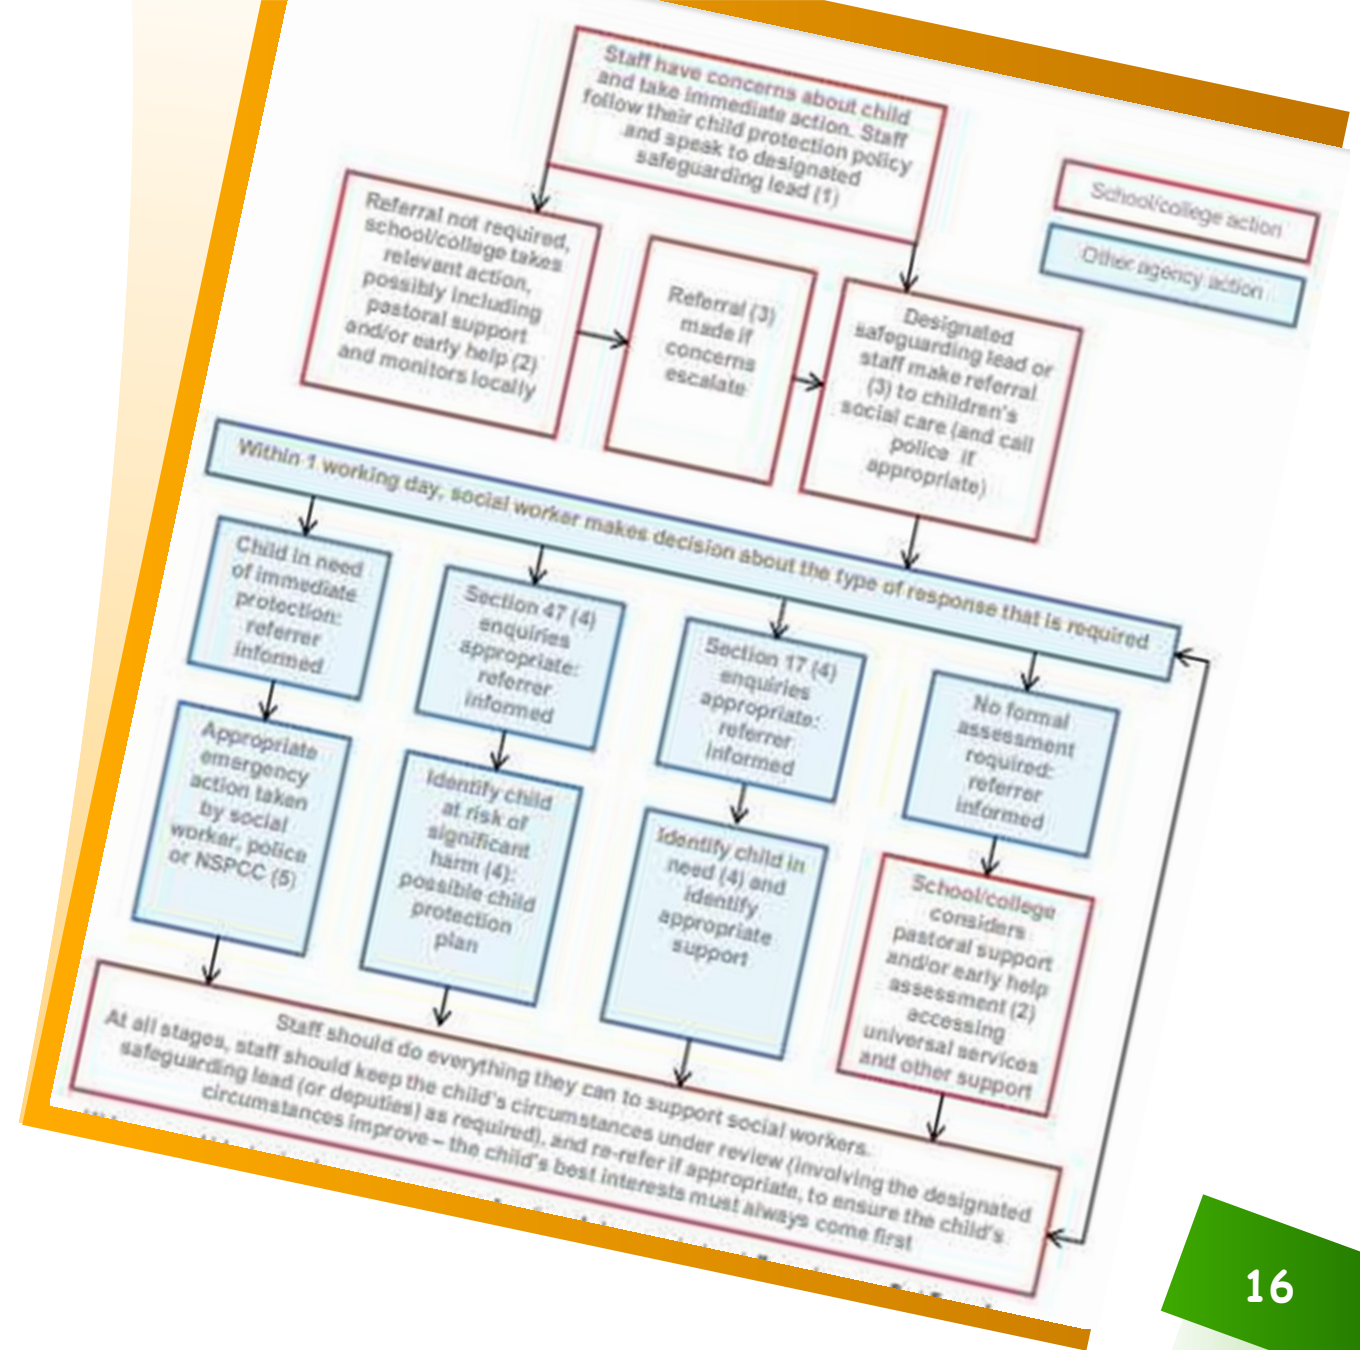 Staff have concerns about child
and take immediate action. Staff
follow their child protection policy
and speak to designated
safeguarding lead (1)
School/college action
Other agency action
Referral not required,
school/college takes
relevant action,
possibly including
pastoral support
and/or early help (2)
and monitors locally
Referral (3)
made if
concerns
escalate
Designated
safeguarding lead or
staff make referral
(3) to children's
social care (and call
police if
appropriate)
Within 1 working day, social worker makes decision about the type of response that is required
Child in need
of immediate
protection:
referrer
informed
Section 47 (4)
enquiries
appropriate:
referrer
informed
Section 17 (4)
enquiries
appropriate:
referrer
informed
No formal
assessment
required:
referrer
informed
Appropriate
emergency
action taken
by social
worker, police
or NSPCC (5)
Identify child
at risk of
significant
harm (4):
possible child
protection
plan
Identify child in
need (4) and
identify
appropriate
support
School/college
considers
pastoral support
and/or early help
assessment (2)
accessing
universal services
and other support
Staff should do everything they can to support social workers.
At all stages, staff should keep the child's circumstances under review (involving the designated
safeguarding lead (or deputies) as required), and re-refer if appropriate, to ensure the child's
circumstances improve – the child's best interests must always come first
16